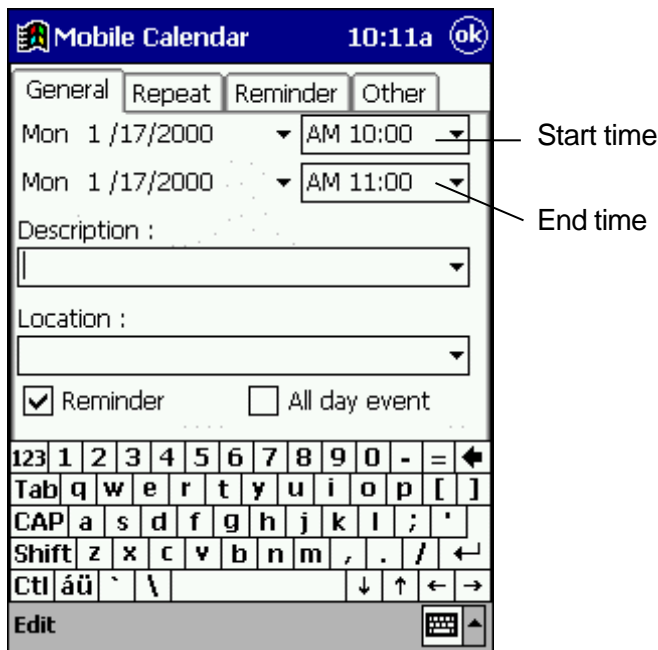 Mobile Calendar 10:11a ok
General Repeat Reminder Other
Mon 1 /17/2000 AM 10:00 Start time
Mon 1 /17/2000 AM 11:00 End time
Description :
Location :
Reminder All day event
123 1 2 3 4 5 6 7 8 9 0 - = 🡸
Tab q w e r t y u i o p [ ]
CAP a s d f g h j k l ; '
Shift z x c v b n m , . / ↵
Ctl áü ` \ ↓ ↑ ← →
Edit